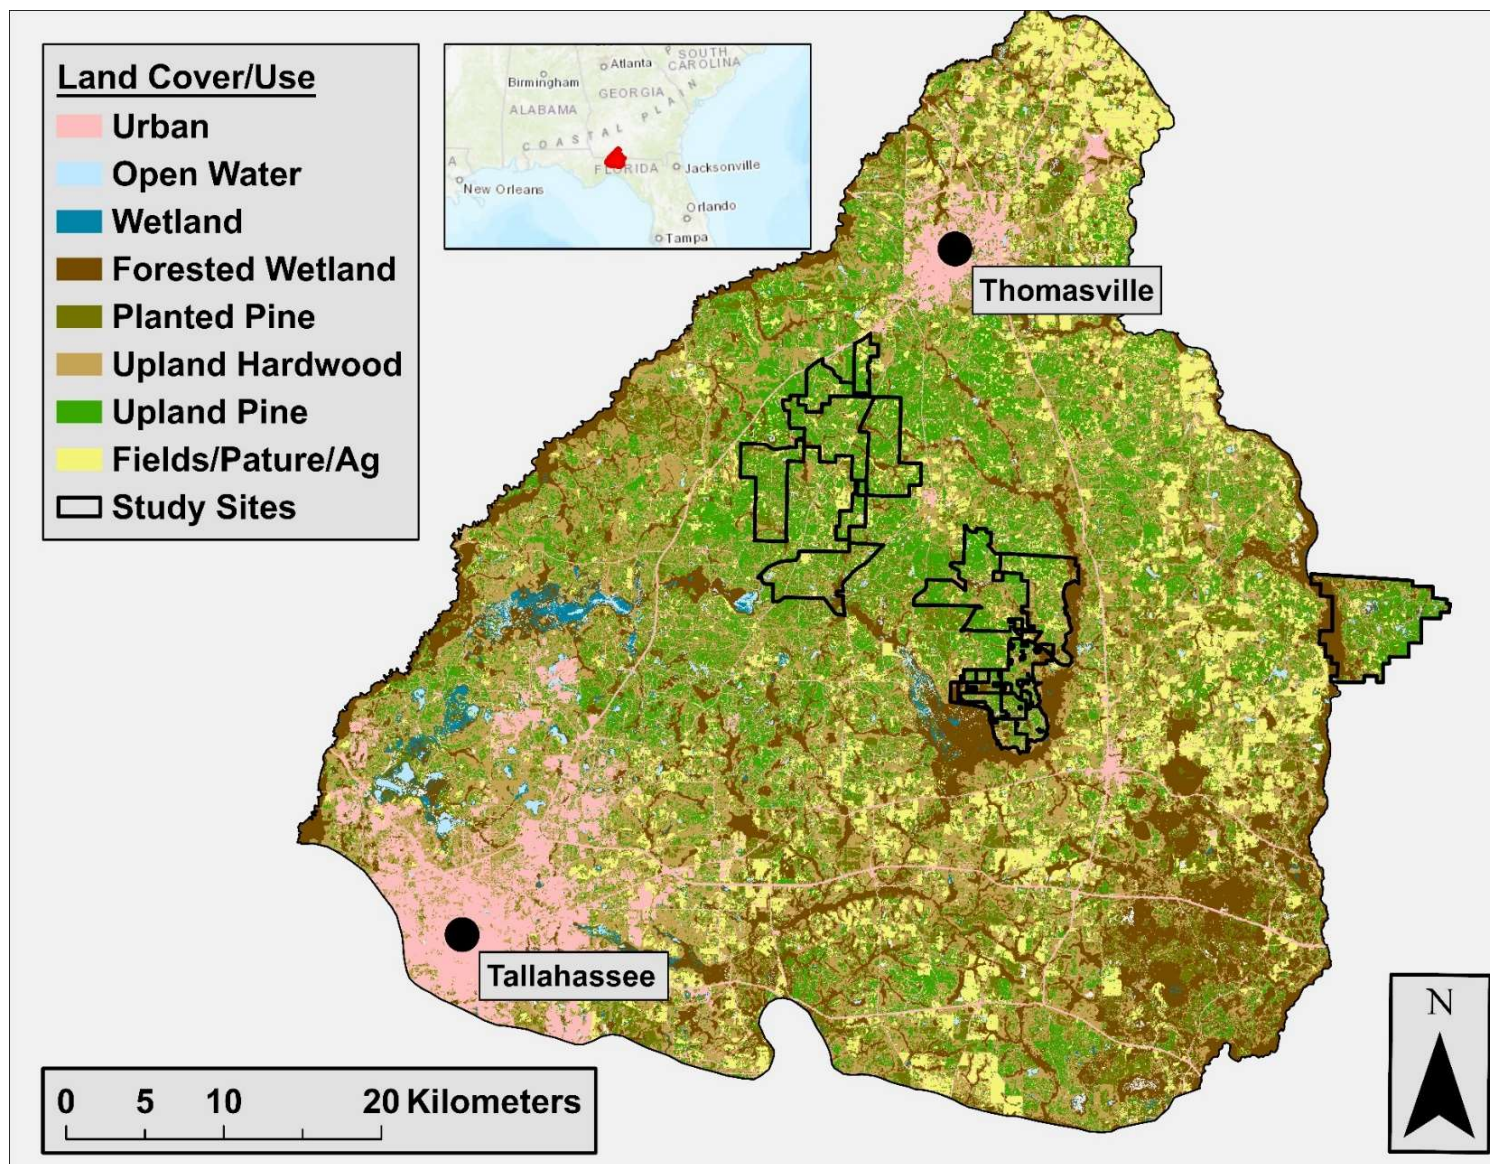 Land Cover/Use
Urban
Open Water
Wetland
Forested Wetland
Planted Pine
Upland Hardwood
Upland Pine
Fields/Pature/Ag
Study Sites
SOUTH
CAROLINA
Atlanta
Birmingham
GEORGIA
ALABAMA
COASTAL PLAIN
A
FLORIDA
Jacksonville
New Orleans
Orlando
Tampa
Thomasville
Tallahassee
N
0 5 10 20 Kilometers